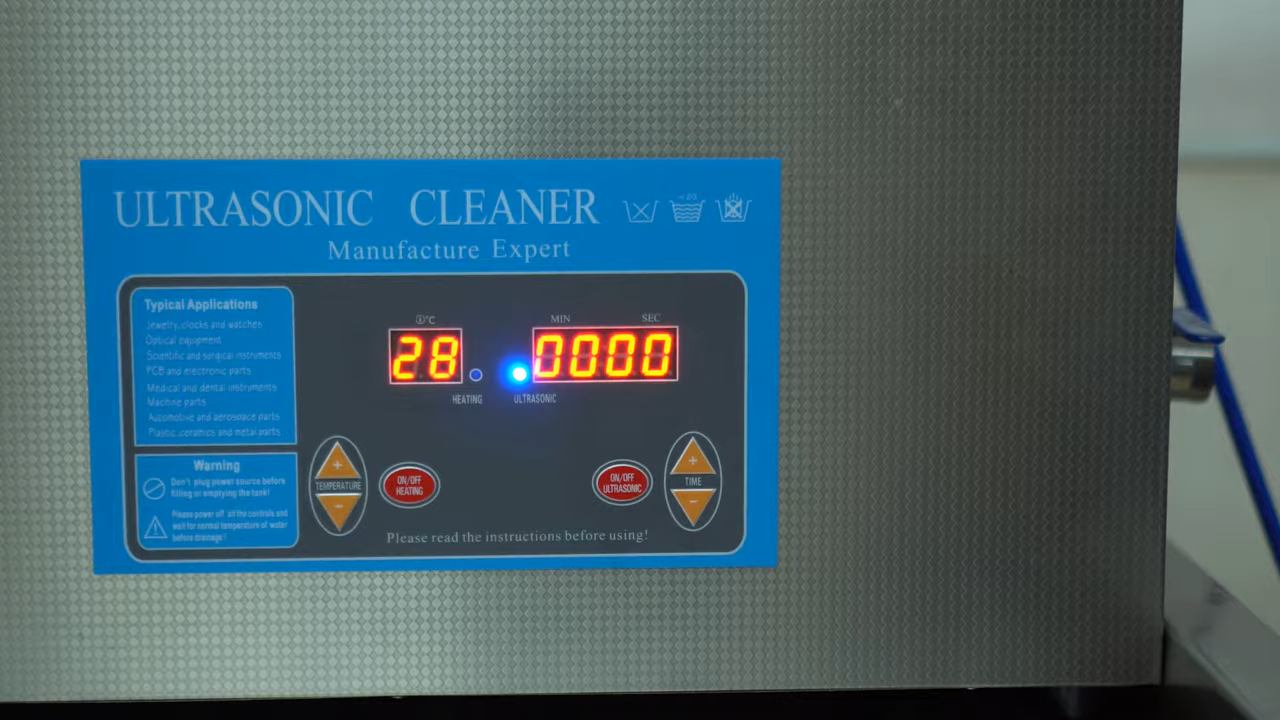 ULTRASONIC CLEANER
<2/3
Manufacture Expert
Typical Applications
Jewelry, clocks and watches
Optical equipment
Scientific and surgical instruments
PCB and electronic parts
Medical and dental instruments
Machine parts
Automotive and aerospace parts
Plastic, ceramics and metal parts
°C
MIN SEC
28 0000
HEATING ULTRASONIC
Warning
Don't plug power source before
filling or emptying the tank!
Please power off all the controls and
wait for normal temperature of water
before drainage!
+
TEMPERATURE
-
ON/OFF
HEATING
ON/OFF
ULTRASONIC
+
TIME
-
Please read the instructions before using!